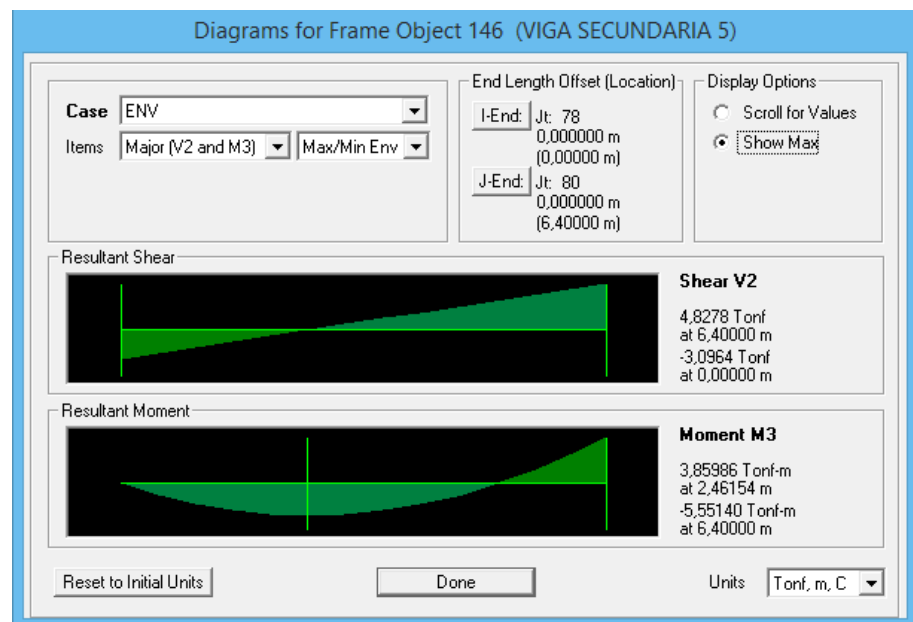 Diagrams for Frame Object 146 (VIGA SECUNDARIA 5)
Case ENV
Items Major (V2 and M3) Max/Min Env
End Length Offset (Location)
I-End: Jt: 78
0,000000 m
(0,00000 m)
J-End: Jt: 80
0,000000 m
(6,40000 m)
Display Options
Scroll for Values
Show Max
Resultant Shear
Shear V2
4,8278 Tonf
at 6,40000 m
-3,0964 Tonf
at 0,00000 m
Resultant Moment
Moment M3
3,85986 Tonf-m
at 2,46154 m
-5,55140 Tonf-m
at 6,40000 m
Reset to Initial Units Done Units Tonf, m, C